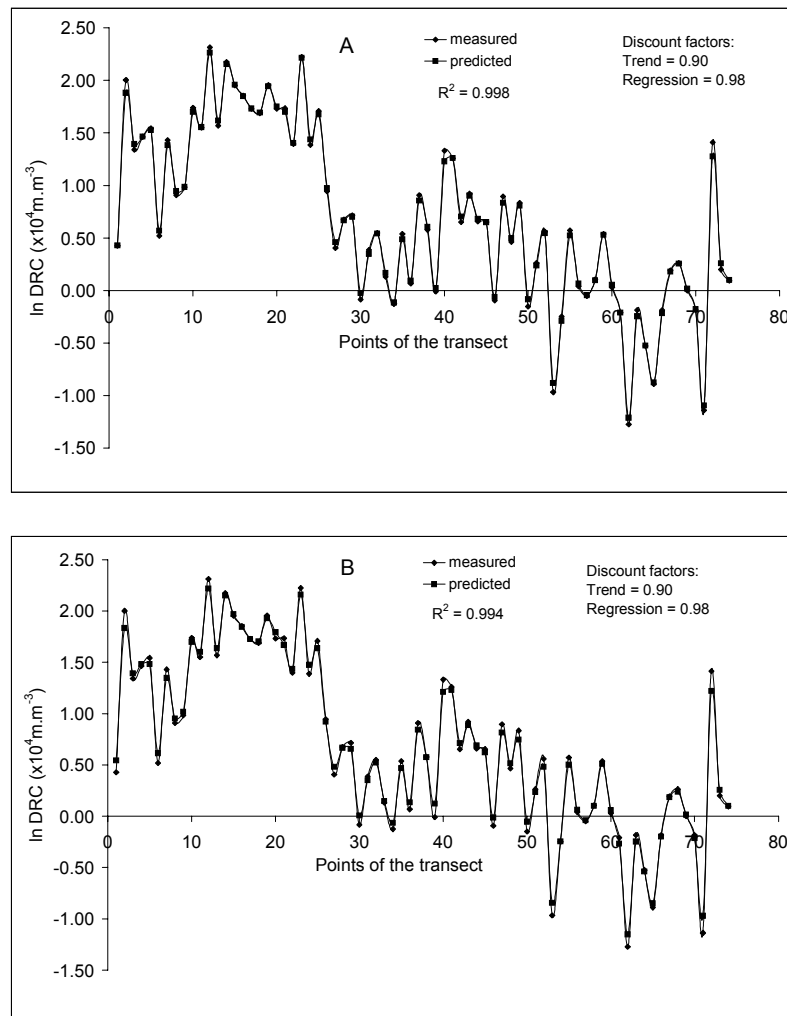 A
measured
predicted
R² = 0.998
Discount factors:
Trend = 0.90
Regression = 0.98
2.50
2.00
1.50
1.00
0.50
0.00
-0.50
-1.00
-1.50
0 10 20 30 40 50 60 70 80
Points of the transect
ln DRC (x10⁴m.m⁻³)
B
measured
predicted
R² = 0.994
Discount factors:
Trend = 0.90
Regression = 0.98
2.50
2.00
1.50
1.00
0.50
0.00
-0.50
-1.00
-1.50
0 10 20 30 40 50 60 70 80
Points of the transect
ln DRC (x10⁴m.m⁻³)